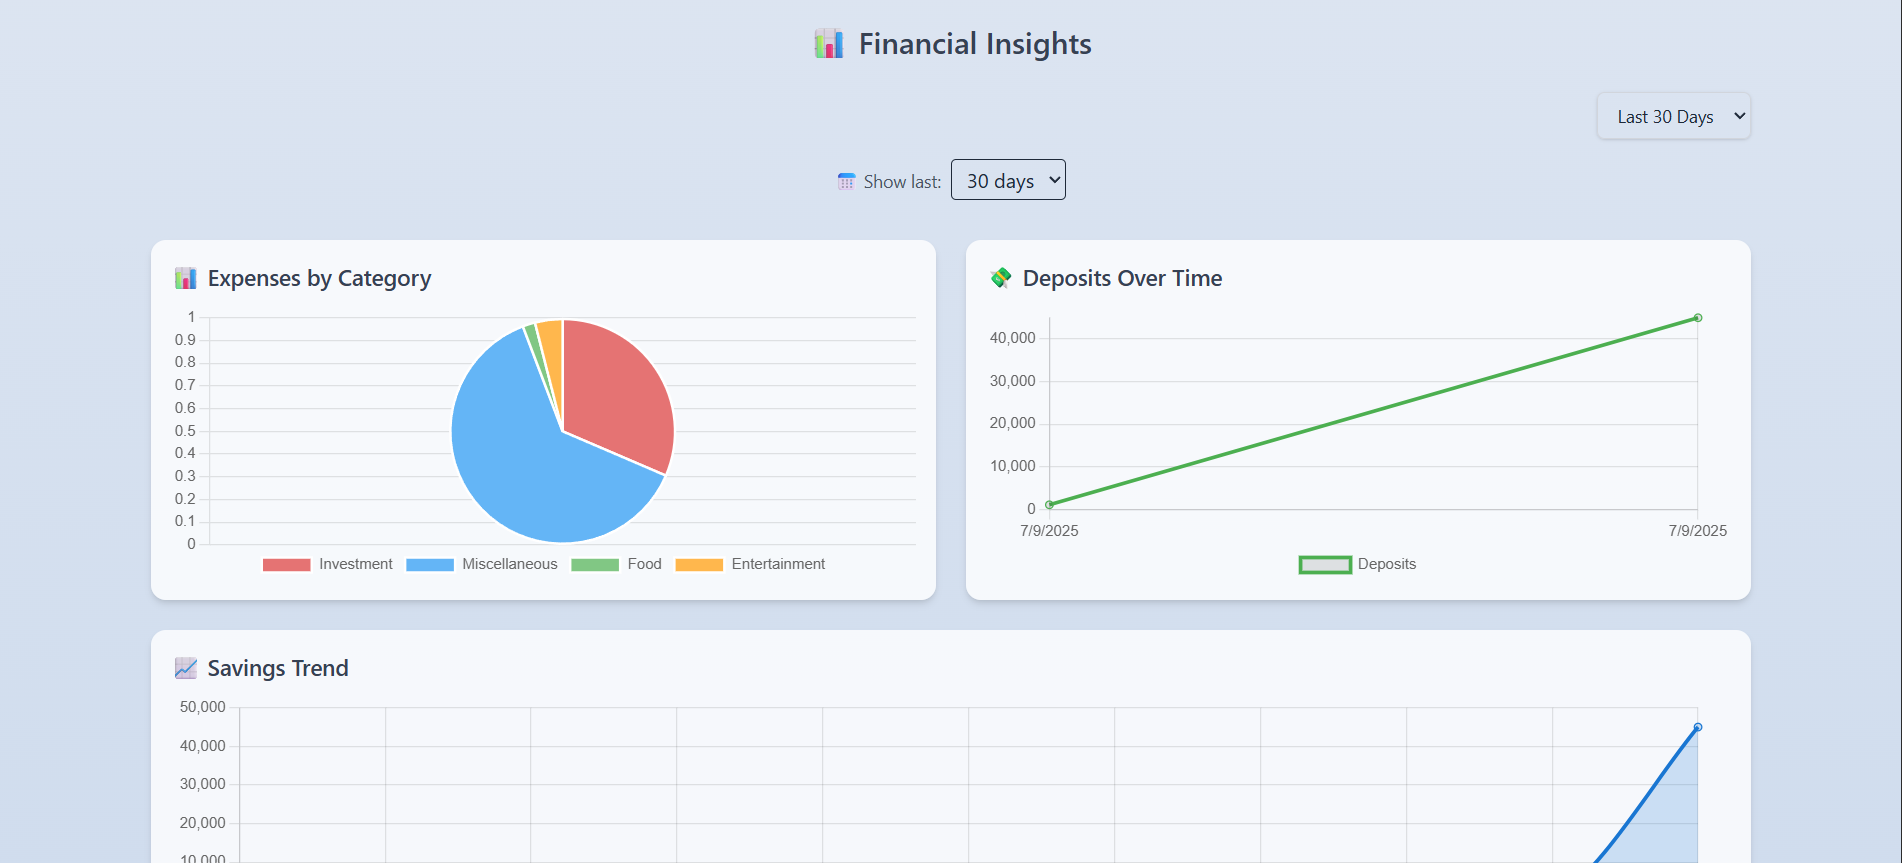 Financial Insights
Last 30 Days
Show last: 30 days
Expenses by Category
1
0.9
0.8
0.7
0.6
0.5
0.4
0.3
0.2
0.1
0
Investment Miscellaneous Food Entertainment
Deposits Over Time
40,000
30,000
20,000
10,000
0
7/9/2025 7/9/2025
Deposits
Savings Trend
50,000
40,000
30,000
20,000
10,000